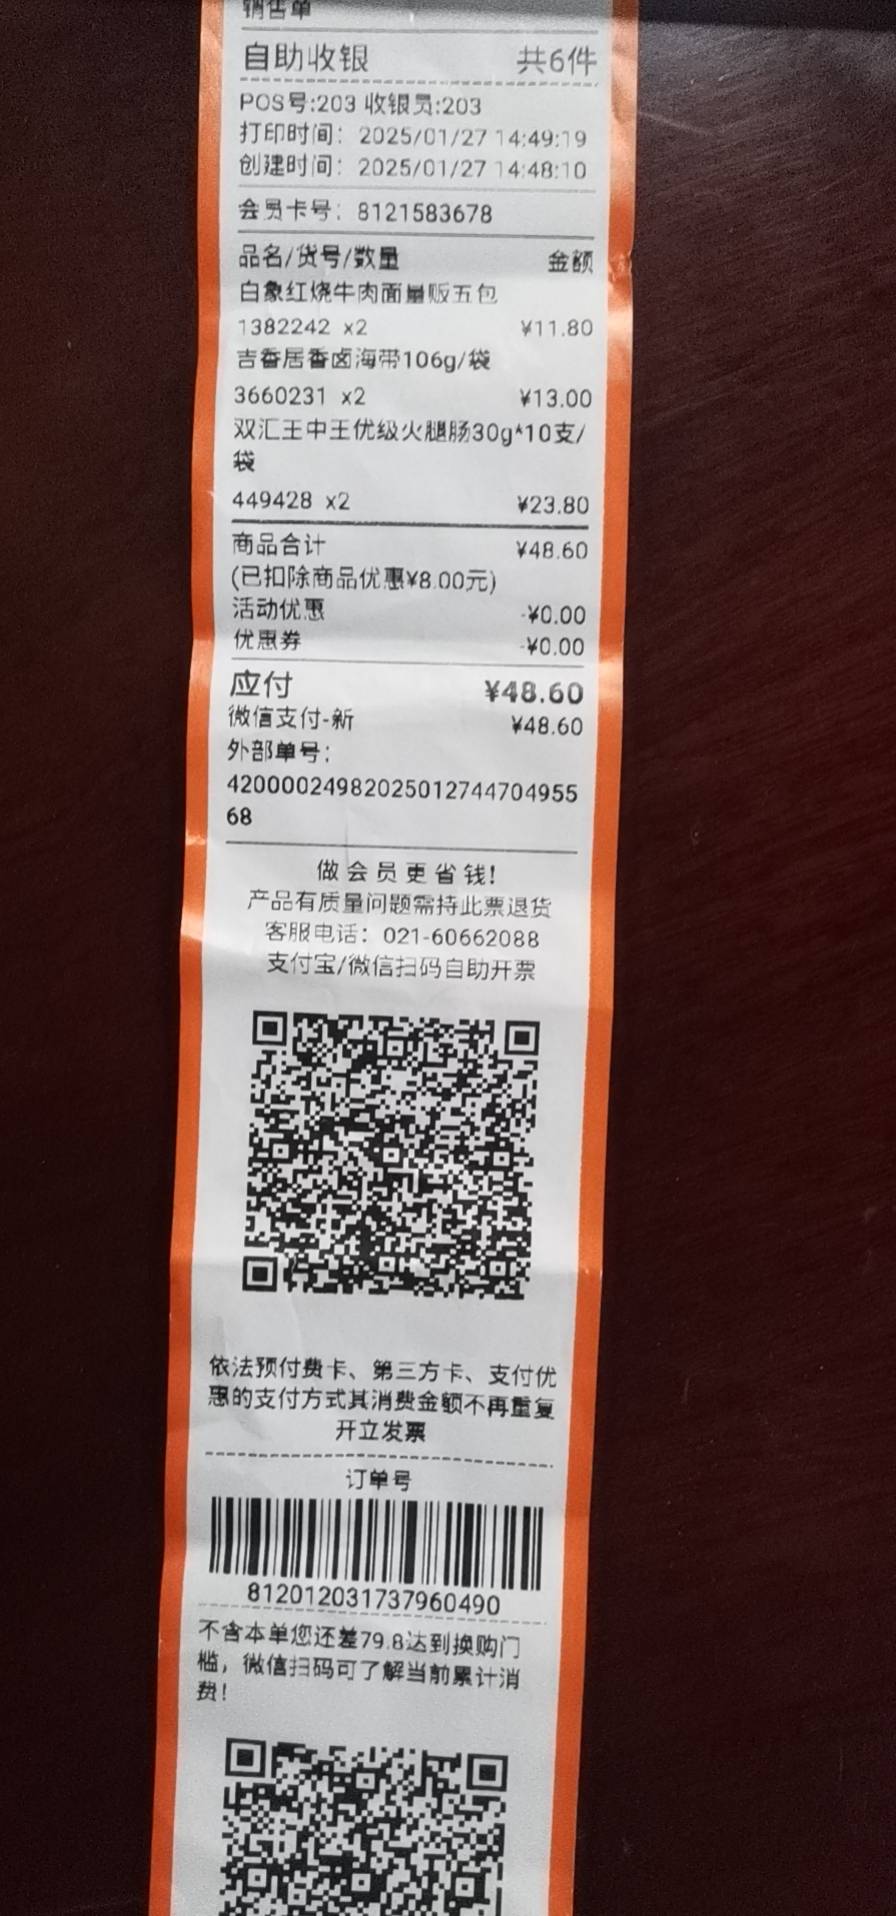 销售单
自助收银 共6件
POS号:203 收银员:203
打印时间: 2025/01/27 14:49:19
创建时间: 2025/01/27 14:48:10
会员卡号: 8121583678
品名/货号/数量 金额
白象红烧牛肉面量贩五包
1382242 x2 ¥11.80
吉香居香卤海带106g/袋
3660231 x2 ¥13.00
双汇王中王优级火腿肠30g*10支/
袋
449428 x2 ¥23.80
商品合计 ¥48.60
(已扣除商品优惠¥8.00元)
活动优惠 -¥0.00
优惠券 -¥0.00
应付 ¥48.60
微信支付-新 ¥48.60
外部单号:
42000024982025012744704955
68
做会员更省钱!
产品有质量问题需持此票退货
客服电话: 021-60662088
支付宝/微信扫码自助开票
依法预付费卡、第三方卡、支付优
惠的支付方式其消费金额不再重复
开立发票
订单号
812012031737960490
不含本单您还差79.8达到换购门
槛，微信扫码可了解当前累计消
费!